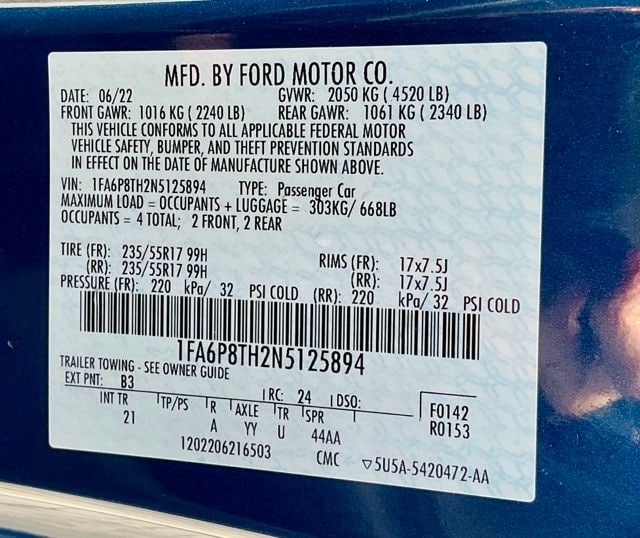 MFD. BY FORD MOTOR CO.
DATE: 06/22 GVWR: 2050 KG ( 4520 LB)
FRONT GAWR: 1016 KG ( 2240 LB) REAR GAWR: 1061 KG ( 2340 LB)
THIS VEHICLE CONFORMS TO ALL APPLICABLE FEDERAL MOTOR
VEHICLE SAFETY, BUMPER, AND THEFT PREVENTION STANDARDS
IN EFFECT ON THE DATE OF MANUFACTURE SHOWN ABOVE.
VIN: 1FA6P8TH2N5125894 TYPE: Passenger Car
MAXIMUM LOAD = OCCUPANTS + LUGGAGE = 303KG/ 668LB
OCCUPANTS = 4 TOTAL; 2 FRONT, 2 REAR
TIRE (FR): 235/55R17 99H RIMS (FR): 17x7.5J
(RR): 235/55R17 99H (RR): 17x7.5J
PRESSURE (FR): 220 kPa/ 32 PSI COLD (RR): 220 kPa/ 32 PSI COLD
1FA6P8TH2N5125894
TRAILER TOWING - SEE OWNER GUIDE
EXT PNT: B3 RC: 24 DSO: F0142
INT TR TP/PS R AXLE TR SPR R0153
21 A YY U 44AA
1202206216503 CMC ▽5U5A-5420472-AA